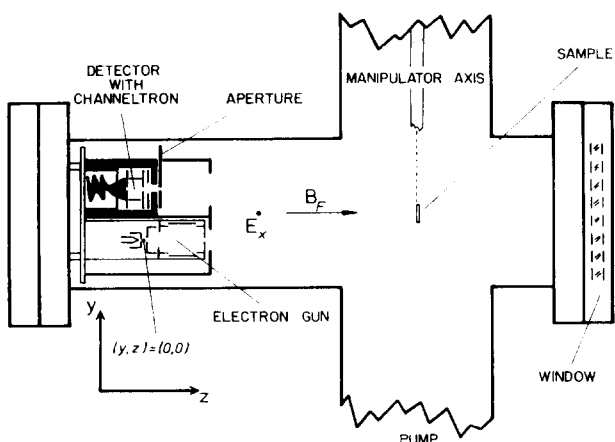 DETECTOR
WITH
CHANNELTRON
APERTURE
MANIPULATOR AXIS
SAMPLE
E_x
B_F
y
(y,z)=(0,0)
ELECTRON GUN
z
WINDOW
PUMP